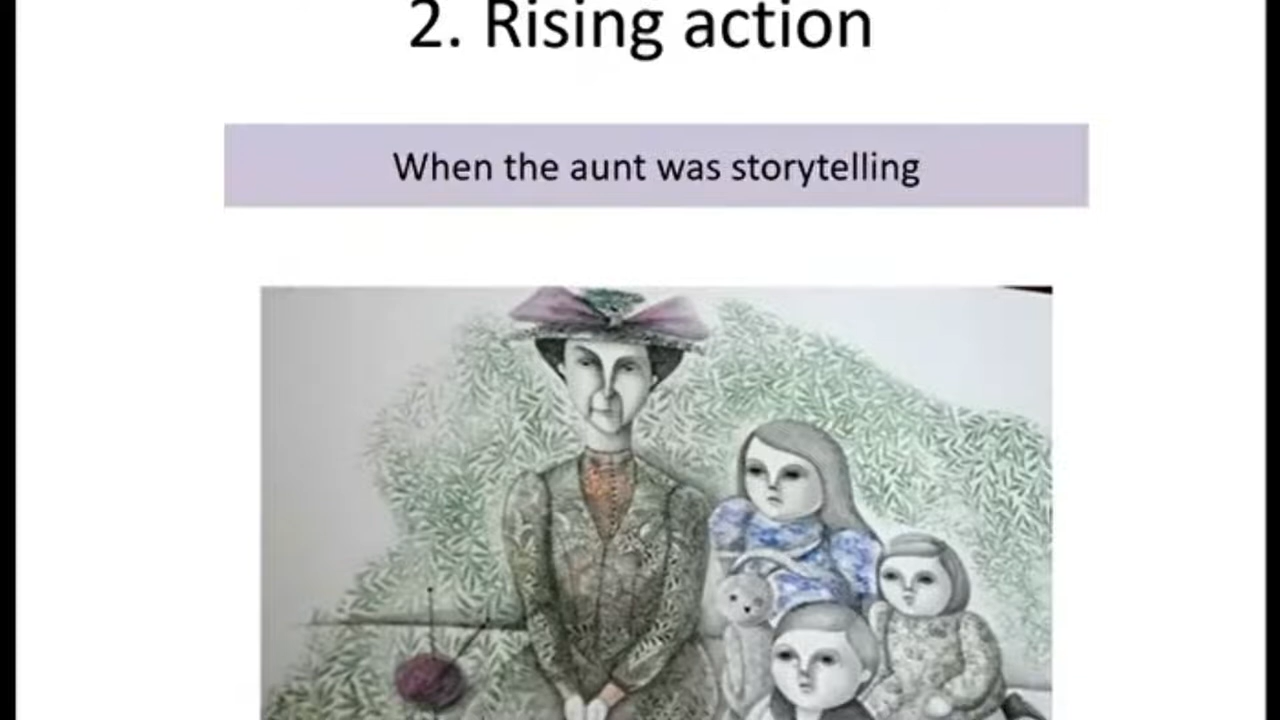 2. Rising action
When the aunt was storytelling